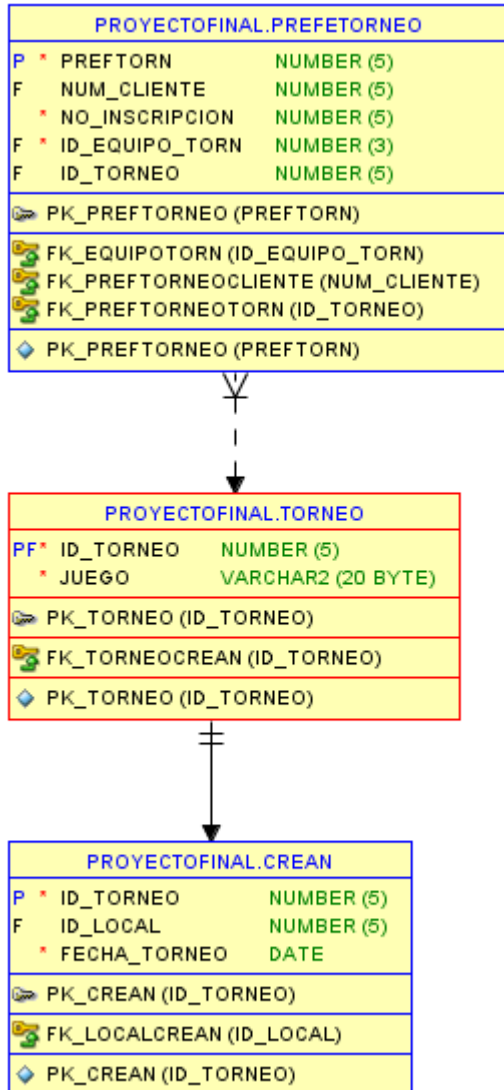 PROYECTOFINAL.PREFETORNEO
P * PREFTORN NUMBER (5)
F NUM_CLIENTE NUMBER (5)
* NO_INSCRIPCION NUMBER (5)
F * ID_EQUIPO_TORN NUMBER (3)
F ID_TORNEO NUMBER (5)
PK_PREFTORNEO (PREFTORN)
FK_EQUIPOTORN (ID_EQUIPO_TORN)
FK_PREFTORNEOCLIENTE (NUM_CLIENTE)
FK_PREFTORNEOTORN (ID_TORNEO)
PK_PREFTORNEO (PREFTORN)
PROYECTOFINAL.TORNEO
PF* ID_TORNEO NUMBER (5)
* JUEGO VARCHAR2 (20 BYTE)
PK_TORNEO (ID_TORNEO)
FK_TORNEOCREAN (ID_TORNEO)
PK_TORNEO (ID_TORNEO)
PROYECTOFINAL.CREAN
P * ID_TORNEO NUMBER (5)
F ID_LOCAL NUMBER (5)
* FECHA_TORNEO DATE
PK_CREAN (ID_TORNEO)
FK_LOCALCREAN (ID_LOCAL)
PK_CREAN (ID_TORNEO)